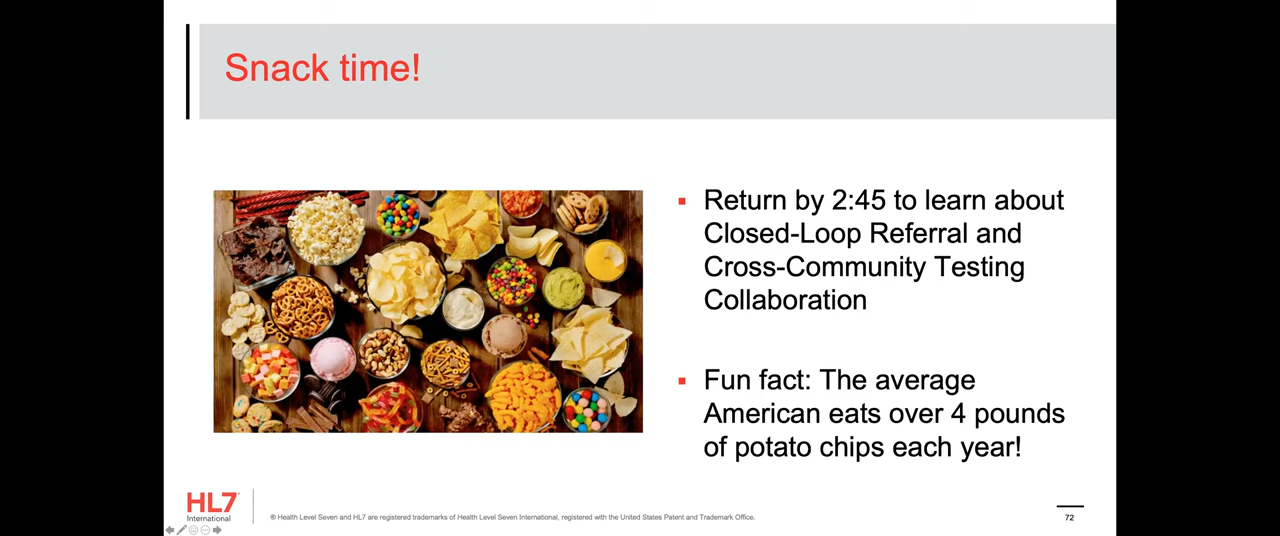 Snack time!
Return by 2:45 to learn about
Closed-Loop Referral and
Cross-Community Testing
Collaboration
Fun fact: The average
American eats over 4 pounds
of potato chips each year!
HL7
International
® Health Level Seven and HL7 are registered trademarks of Health Level Seven International, registered with the United States Patent and Trademark Office.
72